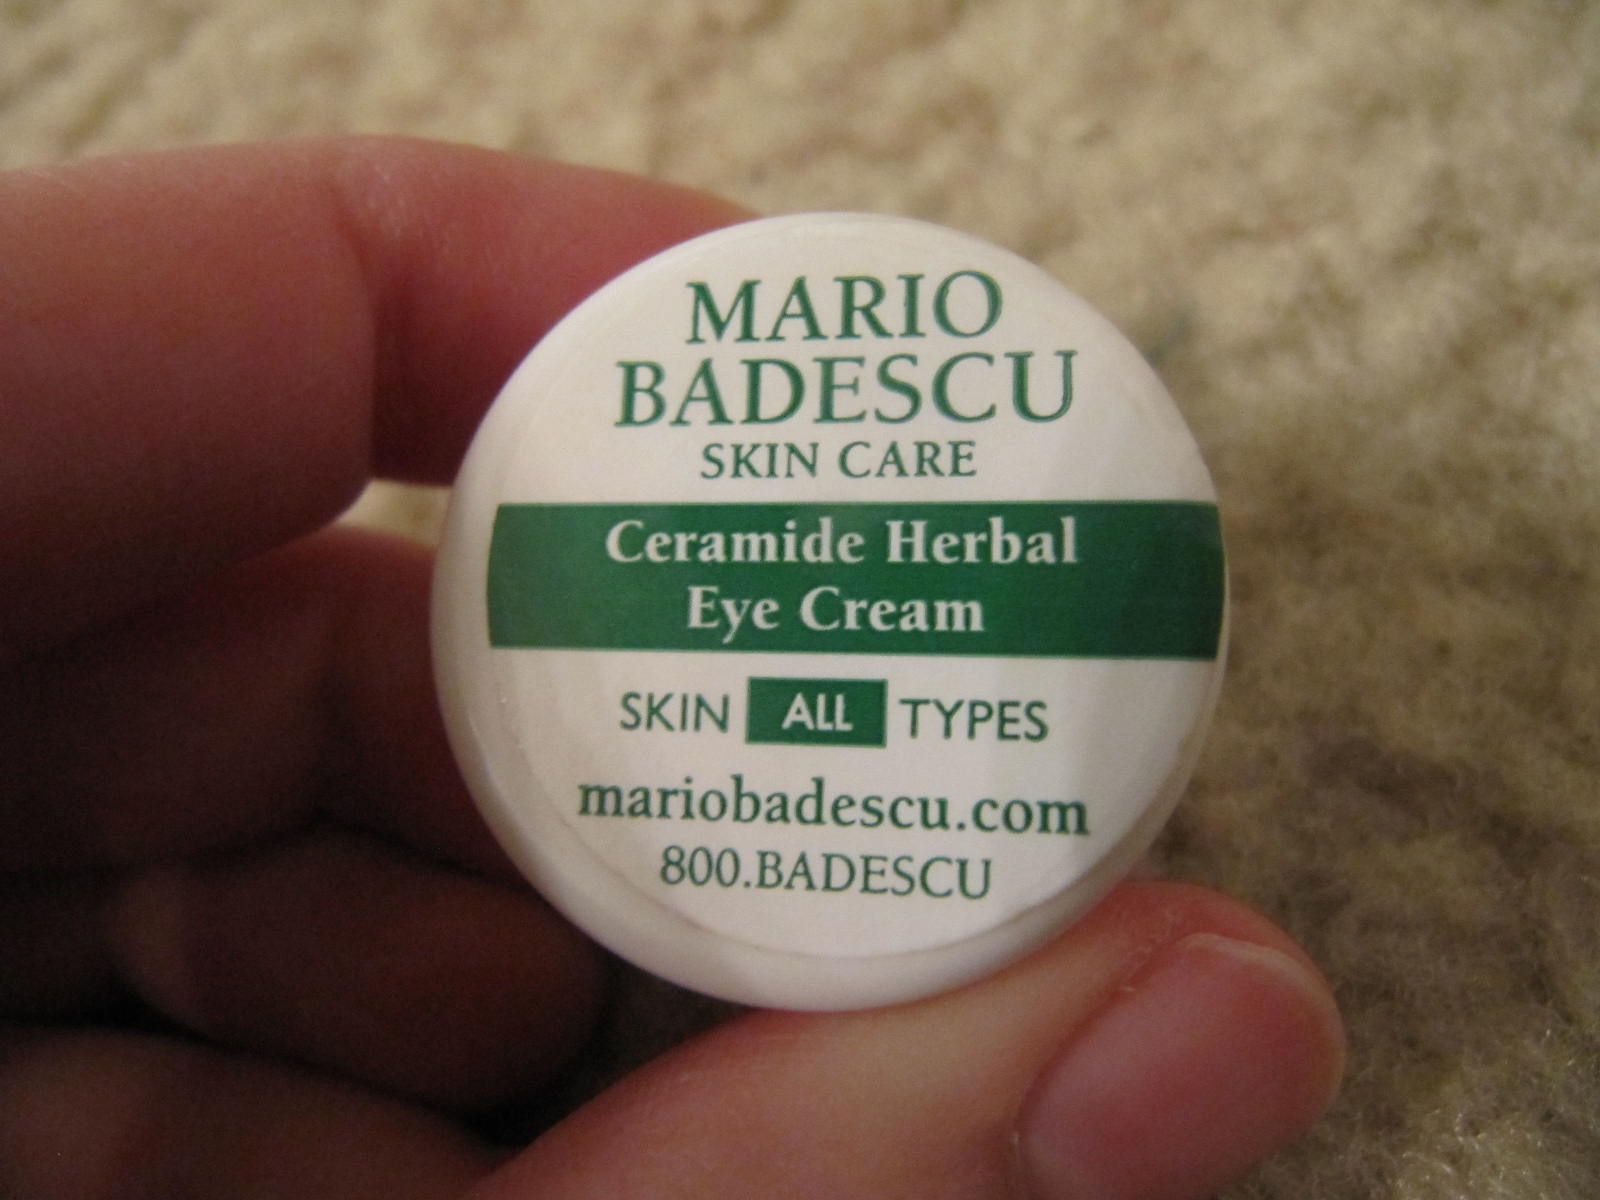 MARIO
BADESCU
SKIN CARE
Ceramide Herbal
Eye Cream
SKIN ALL TYPES
mariobadescu.com
800.BADESCU